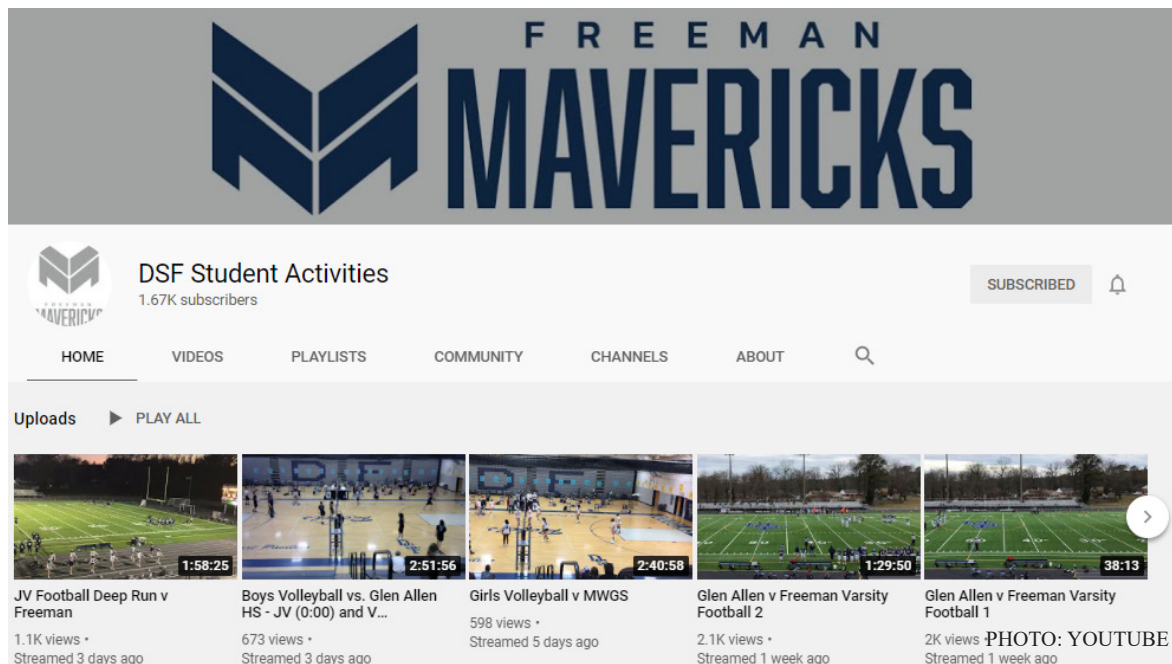 FREEMAN
MAVERICKS
FREEMAN
MAVERICKS
DSF Student Activities
1.67K subscribers
SUBSCRIBED
HOME VIDEOS PLAYLISTS COMMUNITY CHANNELS ABOUT
Uploads PLAY ALL
1:58:25 2:51:56 2:40:58 1:29:50 38:13
JV Football Deep Run v
Freeman
1.1K views •
Streamed 3 days ago
Boys Volleyball vs. Glen Allen
HS - JV (0:00) and V...
673 views •
Streamed 3 days ago
Girls Volleyball v MWGS
598 views •
Streamed 5 days ago
Glen Allen v Freeman Varsity
Football 2
2.1K views •
Streamed 1 week ago
Glen Allen v Freeman Varsity
Football 1
2K views
Streamed 1 week ago
PHOTO: YOUTUBE